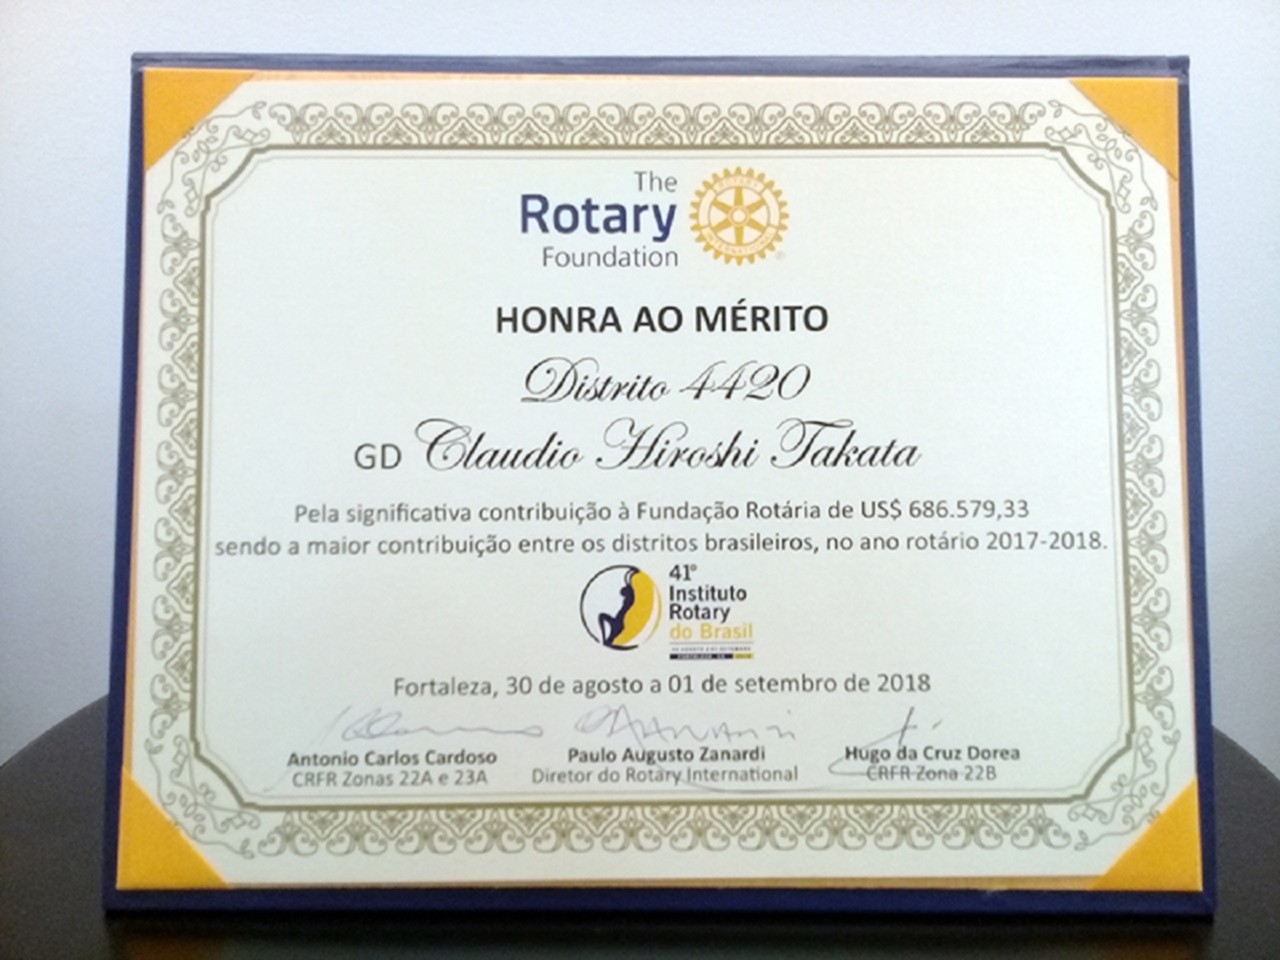 The
Rotary
Foundation
HONRA AO MÉRITO
Distrito 4420
GD Claudio Hiroshi Takata
Pela significativa contribuição à Fundação Rotária de US$ 686.579,33
sendo a maior contribuição entre os distritos brasileiros, no ano rotário 2017-2018.
41º
Instituto
Rotary
do Brasil
Fortaleza, 30 de agosto a 01 de setembro de 2018
Antonio Carlos Cardoso
CRFR Zonas 22A e 23A
Paulo Augusto Zanardi
Diretor do Rotary International
Hugo da Cruz Dorea
CRFR Zona 22B